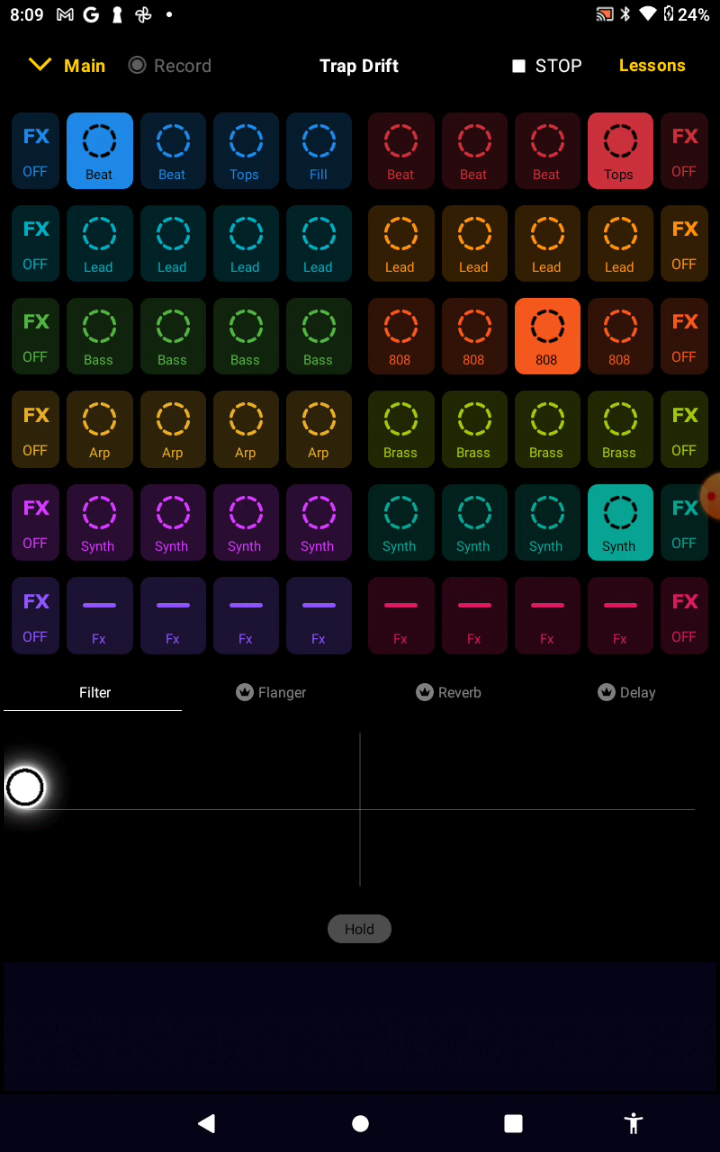 8:09 24%
Main Record Trap Drift STOP Lessons
FX Beat Beat Tops Fill Beat Beat Beat Tops FX
OFF OFF
FX Lead Lead Lead Lead Lead Lead Lead Lead FX
OFF OFF
FX Bass Bass Bass Bass 808 808 808 808 FX
OFF OFF
FX Arp Arp Arp Arp Brass Brass Brass Brass FX
OFF OFF
FX Synth Synth Synth Synth Synth Synth Synth Synth FX
OFF OFF
FX Fx Fx Fx Fx Fx Fx Fx Fx FX
OFF OFF
Filter Flanger Reverb Delay
Hold